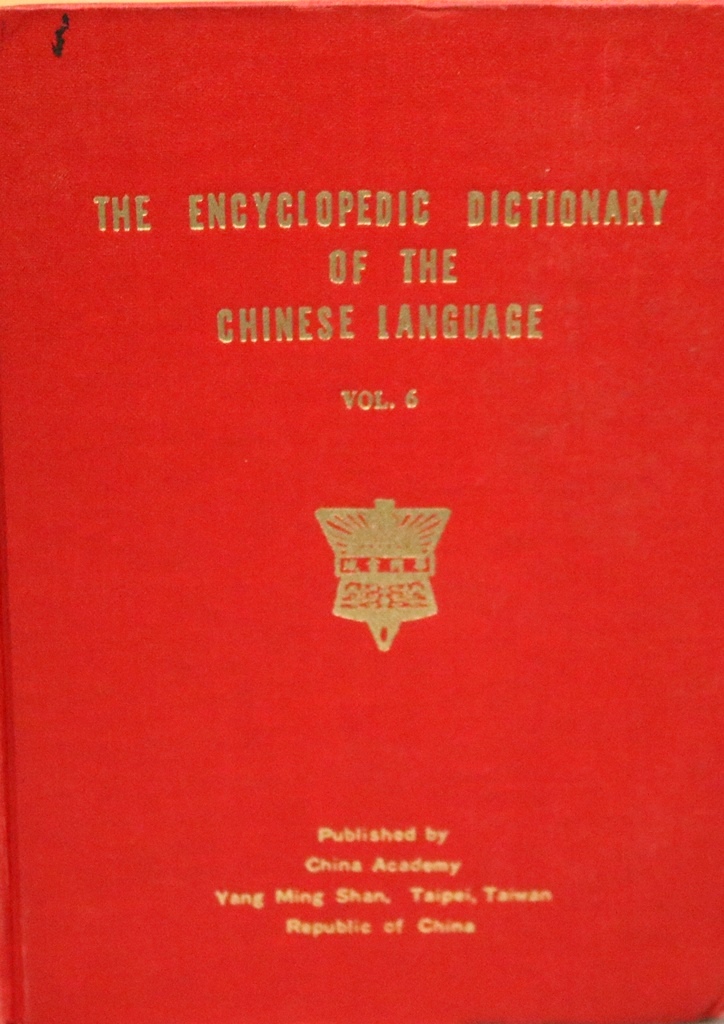 THE ENCYCLOPEDIC DICTIONARY
OF THE
CHINESE LANGUAGE
VOL. 6
Published by
China Academy
Yang Ming Shan, Taipei, Taiwan
Republic of China